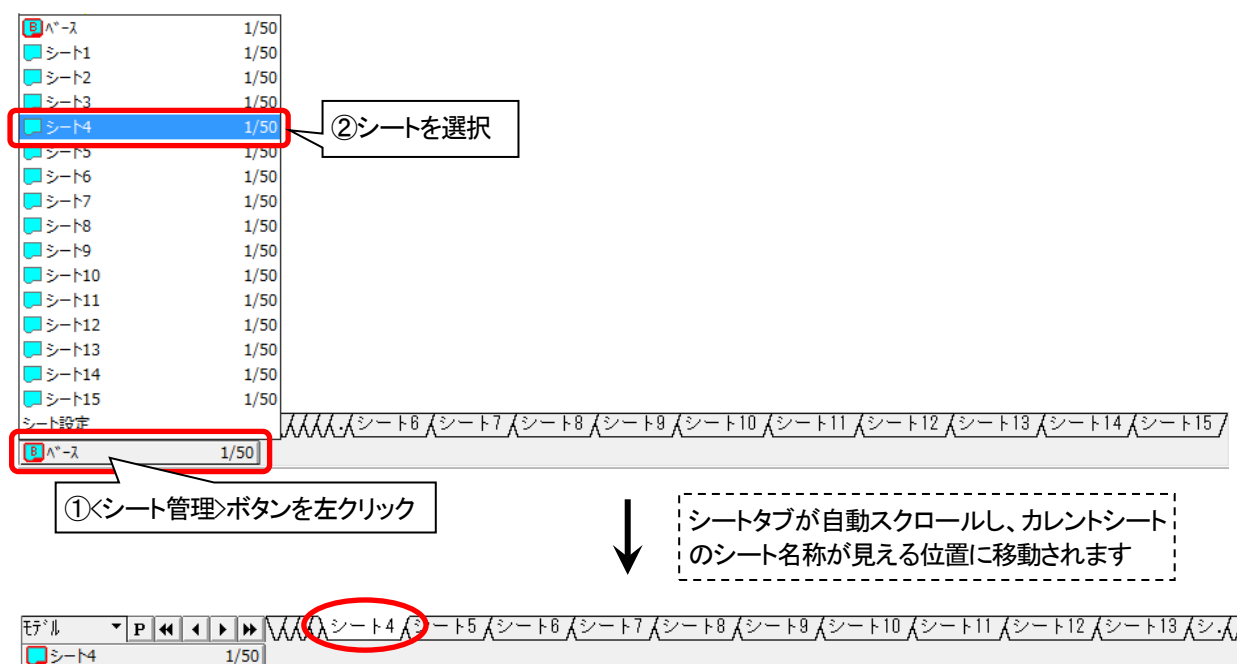 ﾍﾞｰｽ 1/50
シート1 1/50
シート2 1/50
シート3 1/50
シート4 1/50
②シートを選択
シート5 1/50
シート6 1/50
シート7 1/50
シート8 1/50
シート9 1/50
シート10 1/50
シート11 1/50
シート12 1/50
シート13 1/50
シート14 1/50
シート15 1/50
シート設定
シート6 シート7 シート8 シート9 シート10 シート11 シート12 シート13 シート14 シート15
ﾍﾞｰｽ 1/50
①<シート管理>ボタンを左クリック
シートタブが自動スクロールし、カレントシート
のシート名称が見える位置に移動されます
ﾓﾃﾞﾙ P シート4 シート5 シート6 シート7 シート8 シート9 シート10 シート11 シート12 シート13 シ.
シート4 1/50